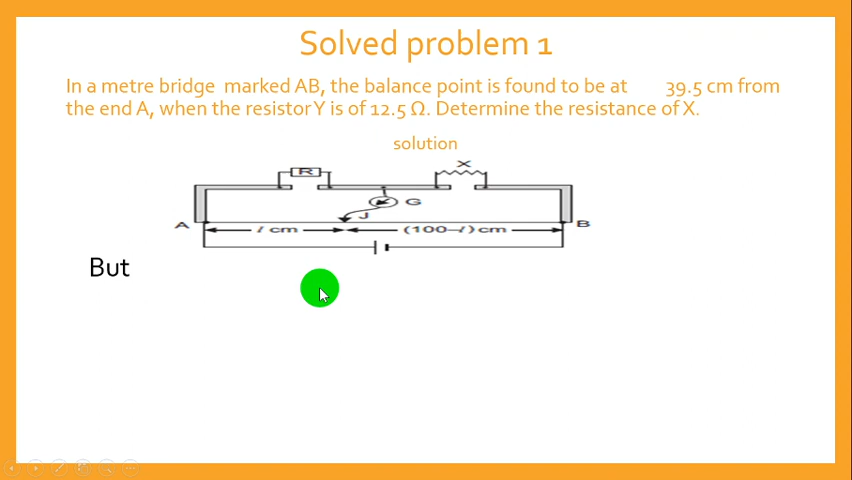 Solved problem 1
In a metre bridge marked AB, the balance point is found to be at 39.5 cm from
the end A, when the resistor Y is of 12.5 Ω. Determine the resistance of X.
solution
R X
G
J
A B
l cm (100–l) cm
But